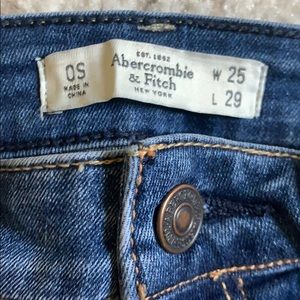 0S
MADE IN
CHINA
EST. 1892
Abercrombie
& Fitch
NEW YORK
W 25
L 29